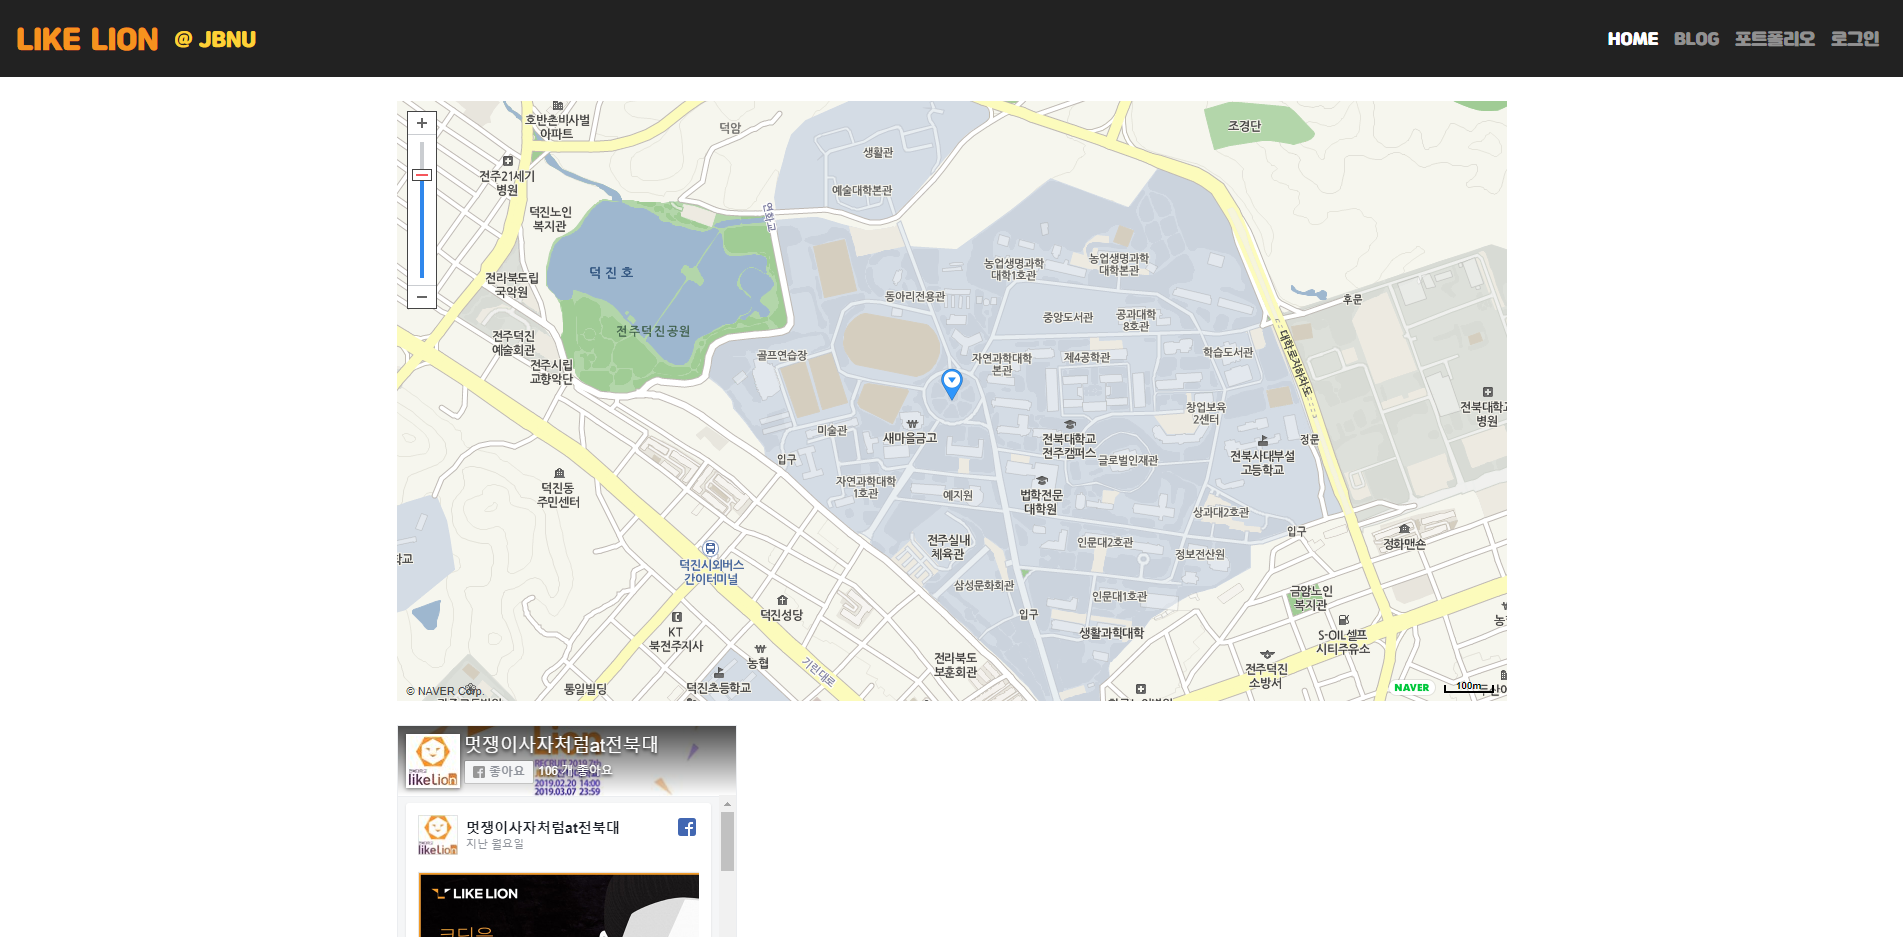 LIKE LION @ JBNU
HOME BLOG 포트폴리오 로그인
호반촌비사벌
아파트
덕암
조경단
생활관
전주21세기
병원
예술대학본관
덕진노인
복지관
연화교
덕진호
전라북도립
국악원
농업생명과학
대학1호관
농업생명과학
대학본관
동아리전용관
후문
중앙도서관
공과대학
8호관
전주덕진공원
전주덕진
예술회관
골프연습장
자연과학대학
본관
제4공학관
학습도서관
대학로지하차도
전주시립
교향악단
창업보육
2센터
전북대학교
병원
미술관
새마을금고
전북대학교
전주캠퍼스
정문
입구
글로벌인재관
전북사대부설
고등학교
덕진동
주민센터
자연과학대학
1호관
예지원
법학전문
대학원
상과대2호관
입구
정화맨숀
전주실내
체육관
인문대2호관
정보전산원
학교
덕진시외버스
간이터미널
삼성문화회관
인문대1호관
금암노인
복지관
덕진성당
입구
KT
북전주지사
생활과학대학
S-OIL셀프
시티주유소
농협
가련대로
전라북도
보훈회관
전주덕진
소방서
통일빌딩
덕진초등학교
© NAVER Corp.
NAVER
100m
멋쟁이사자처럼at전북대
likelion
좋아요
106개 좋아요
Lion
RECRUIT 2019 7th
2019.02.20 14:00
2019.03.07 23:59
멋쟁이사자처럼at전북대
지난 월요일
likelion
LIKE LION
코딩을